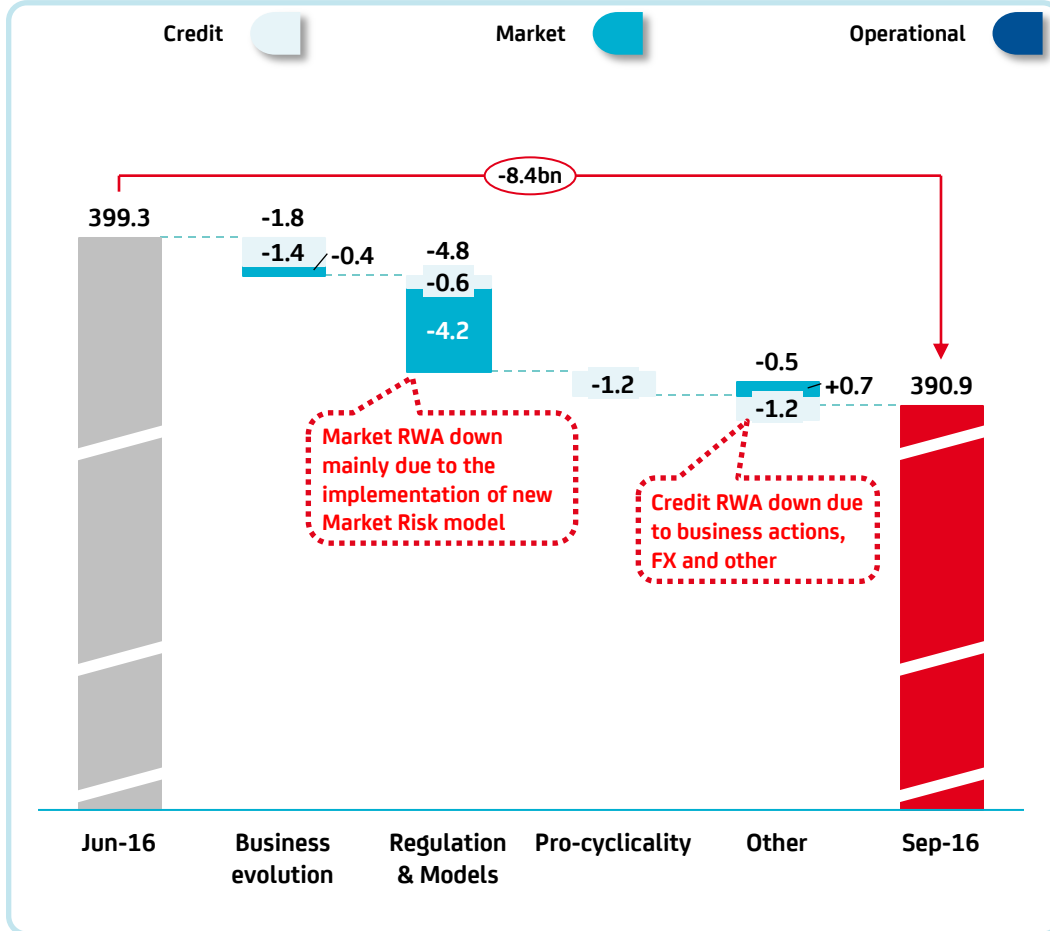 Credit
Market
Operational
-8.4bn
399.3
-1.8
-1.4
-0.4
-4.8
-0.6
-4.2
-1.2
-0.5
+0.7
-1.2
390.9
Market RWA down
mainly due to the
implementation of new
Market Risk model
Credit RWA down due
to business actions,
FX and other
Jun-16
Business
evolution
Regulation
& Models
Pro-cyclicality
Other
Sep-16